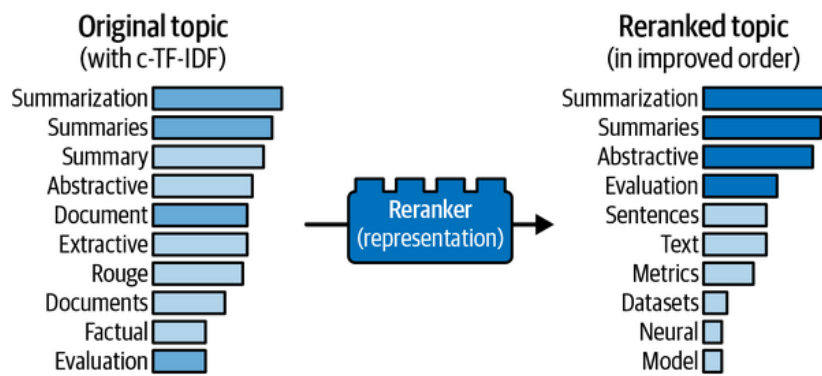 Original topic
(with c-TF-IDF)
Summarization
Summaries
Summary
Abstractive
Document
Extractive
Rouge
Documents
Factual
Evaluation
Reranker
(representation)
Reranked topic
(in improved order)
Summarization
Summaries
Abstractive
Evaluation
Sentences
Text
Metrics
Datasets
Neural
Model